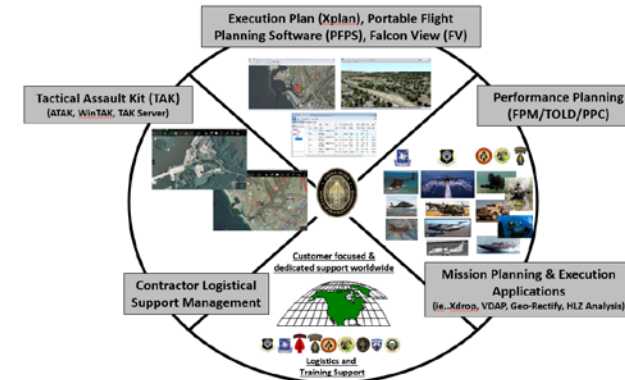 Execution Plan (Xplan), Portable Flight
Planning Software (PFPS), Falcon View (FV)
Tactical Assault Kit (TAK)
(ATAK, WinTAK, TAK Server)
Performance Planning
(FPM/TOLD/PPC)
Customer focused &
dedicated support worldwide
Contractor Logistical
Support Management
Mission Planning & Execution
Applications
(ie..Xdrop, VDAP, Geo-Rectify, HLZ Analysis)
Logistics and
Training Support